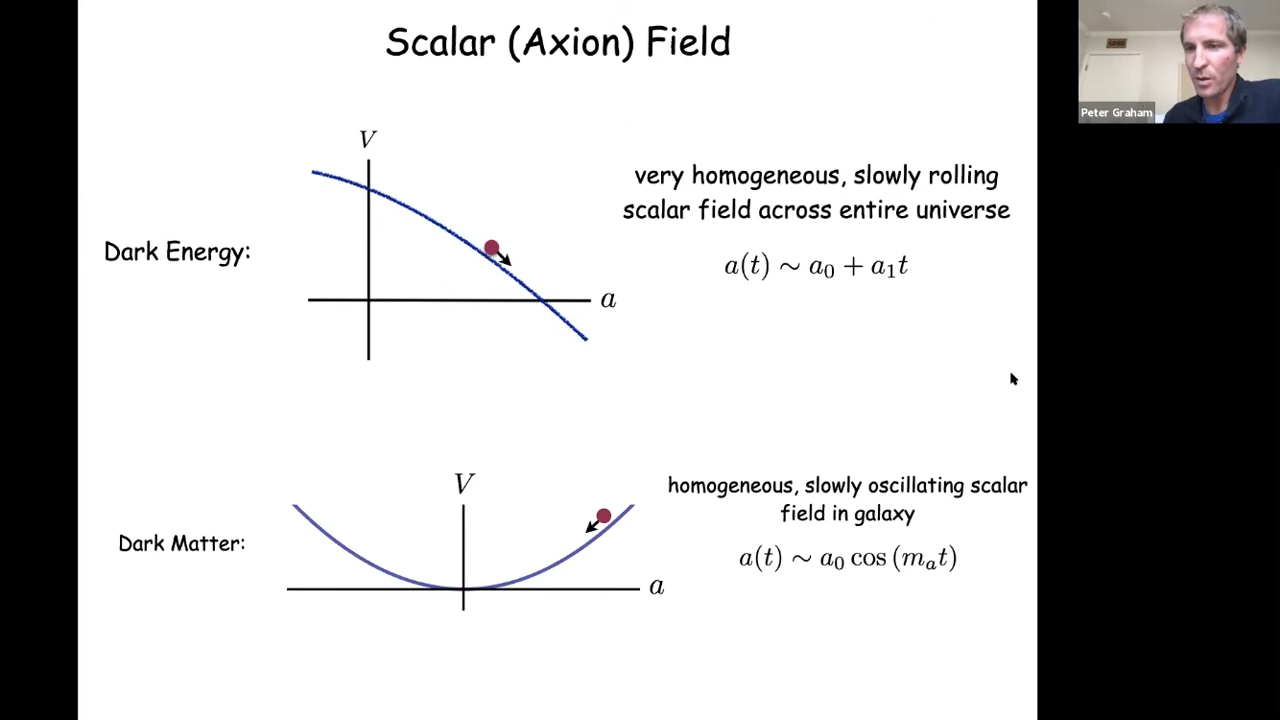 Scalar (Axion) Field
Peter Graham
V
very homogeneous, slowly rolling
scalar field across entire universe
Dark Energy:
a(t) ∼ a₀ + a₁t
a
V
homogeneous, slowly oscillating scalar
field in galaxy
Dark Matter:
a(t) ∼ a₀ cos (mₐt)
a